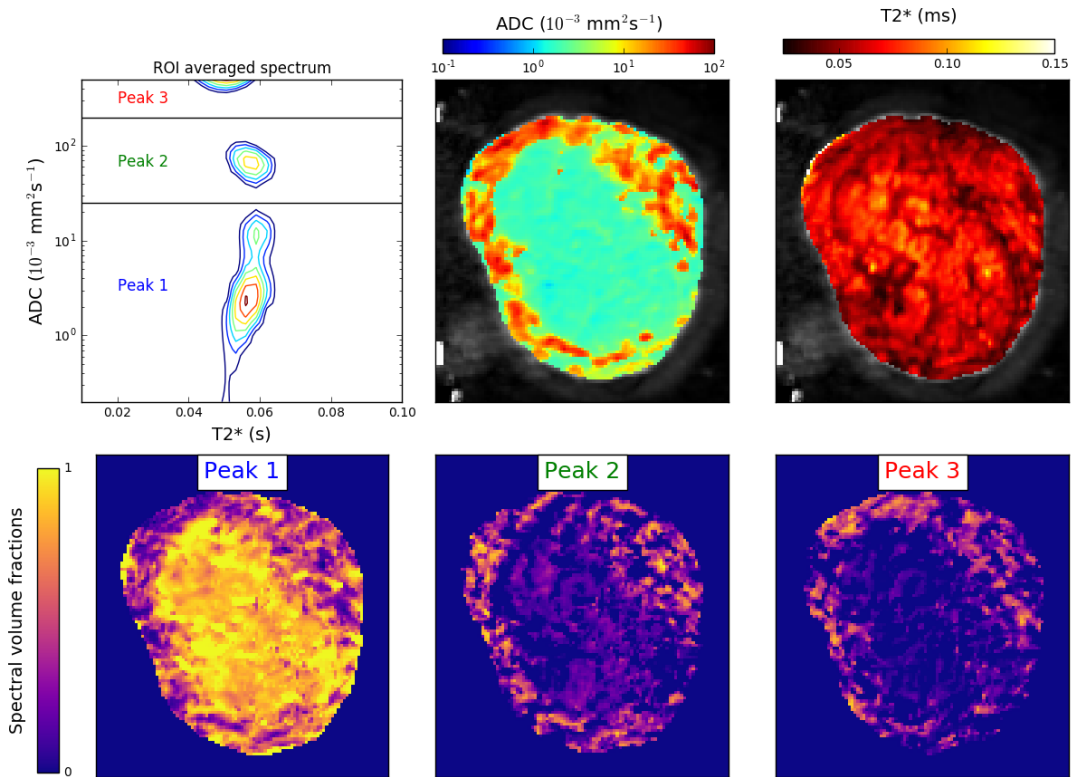 ADC (10⁻³ mm²s⁻¹)
T2* (ms)
10⁻¹ 10⁰ 10¹ 10²
0.05 0.10 0.15
ROI averaged spectrum
Peak 3
Peak 2
Peak 1
ADC (10⁻³ mm²s⁻¹)
10²
10¹
10⁰
0.02 0.04 0.06 0.08 0.10
T2* (s)
Peak 1
Peak 2
Peak 3
Spectral volume fractions
1
0